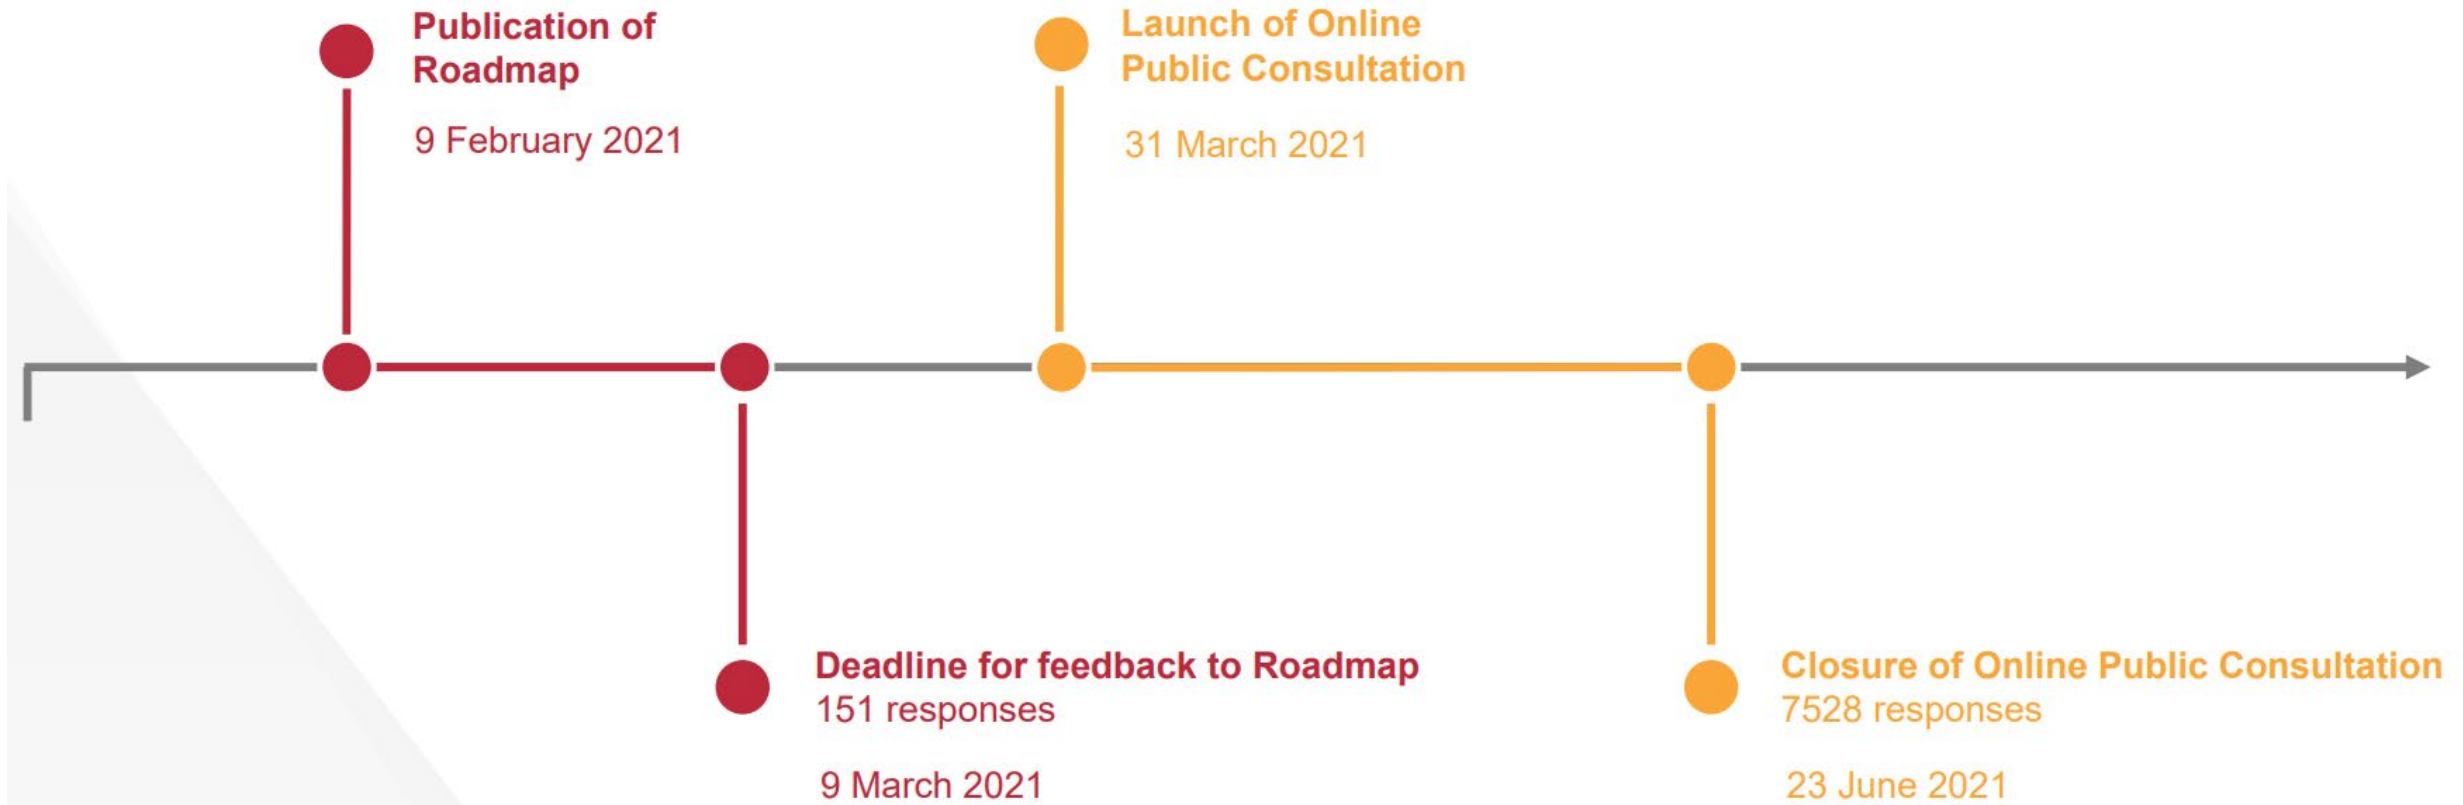 Publication of
Roadmap
9 February 2021
Launch of Online
Public Consultation
31 March 2021
Deadline for feedback to Roadmap
151 responses
9 March 2021
Closure of Online Public Consultation
7528 responses
23 June 2021